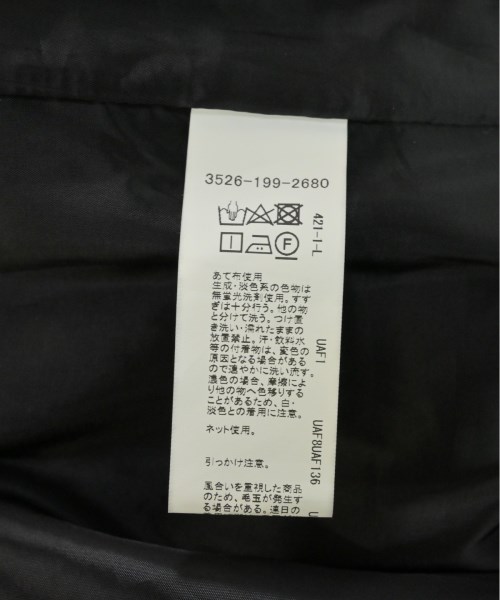 3526-199-2680
F
あて布使用
生成・淡色系の色物は
無蛍光洗剤使用。すす
ぎは十分行う。他の物
と分けて洗う。つけ置
き洗い・濡れたままの
放置禁止。汗・飲料水
等の付着物は、変色の
原因となる場合がある
ので速やかに洗い流す。
濃色の場合、摩擦によ
り他の物へ色移りする
ことがあるため、白・
淡色との着用に注意。
ネット使用。
引っかけ注意。
風合いを重視した商品
のため、毛玉が発生す
る場合がある。連日の
421-1-L
UAF1
UAF8UAF136